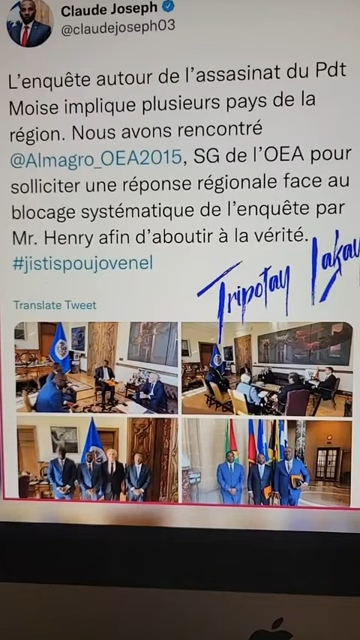 Claude Joseph
@claudejoseph03
L'enquête autour de l'assasinat du Pdt
Moise implique plusieurs pays de la
région. Nous avons rencontré
@Almagro_OEA2015, SG de l'OEA pour
solliciter une réponse régionale face au
blocage systématique de l'enquête par
Mr. Henry afin d'aboutir à la vérité.
#jistispoujovenel
Tripotay Lakay
Translate Tweet